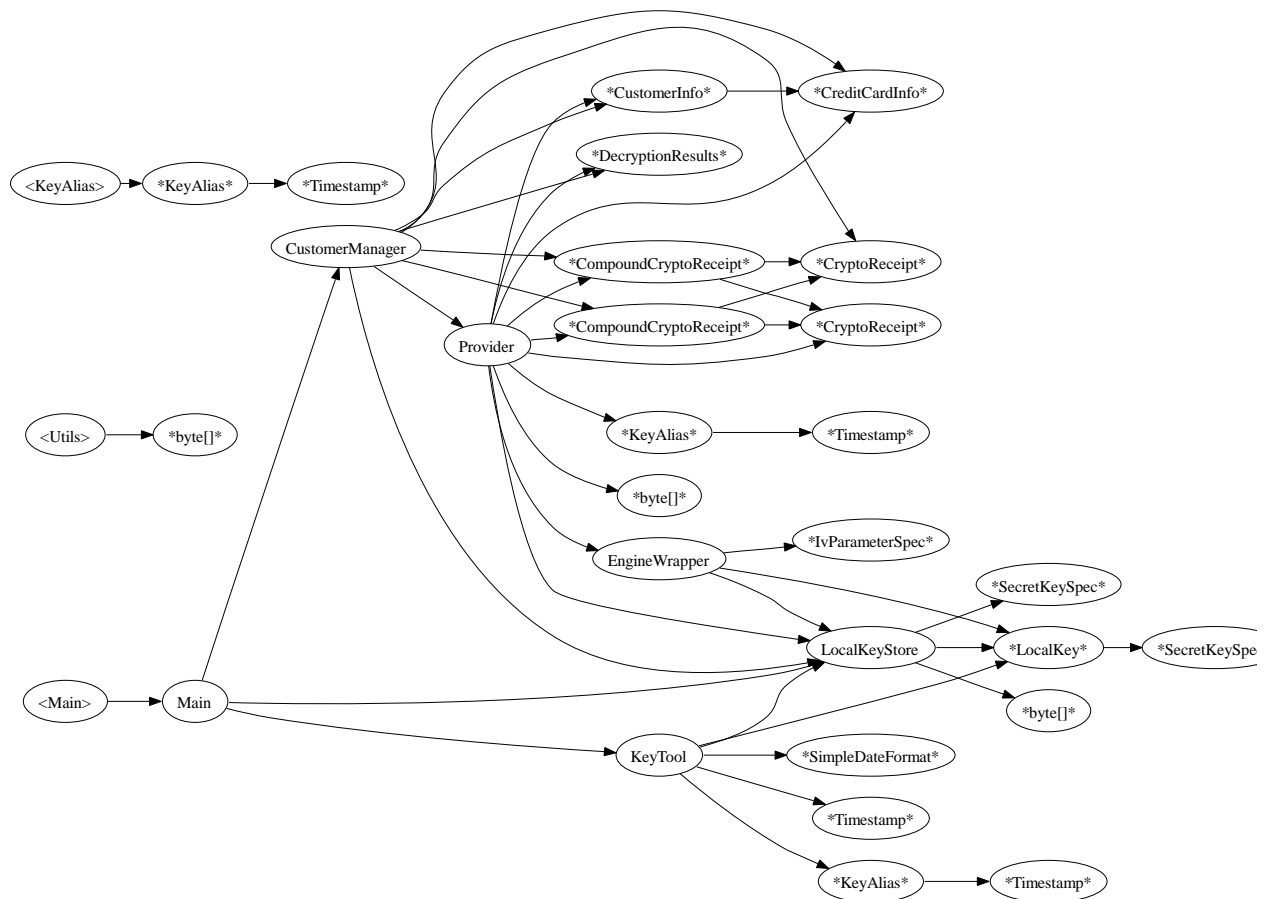 *CustomerInfo*
*CreditCardInfo*
*DecryptionResults*
<KeyAlias>
*KeyAlias*
*Timestamp*
CustomerManager
*CompoundCryptoReceipt*
*CryptoReceipt*
*CompoundCryptoReceipt*
*CryptoReceipt*
Provider
<Utils>
*byte[]*
*KeyAlias*
*Timestamp*
*byte[]*
*IvParameterSpec*
EngineWrapper
*SecretKeySpec*
LocalKeyStore
*LocalKey*
*SecretKeySpec
<Main>
Main
*byte[]*
KeyTool
*SimpleDateFormat*
*Timestamp*
*KeyAlias*
*Timestamp*